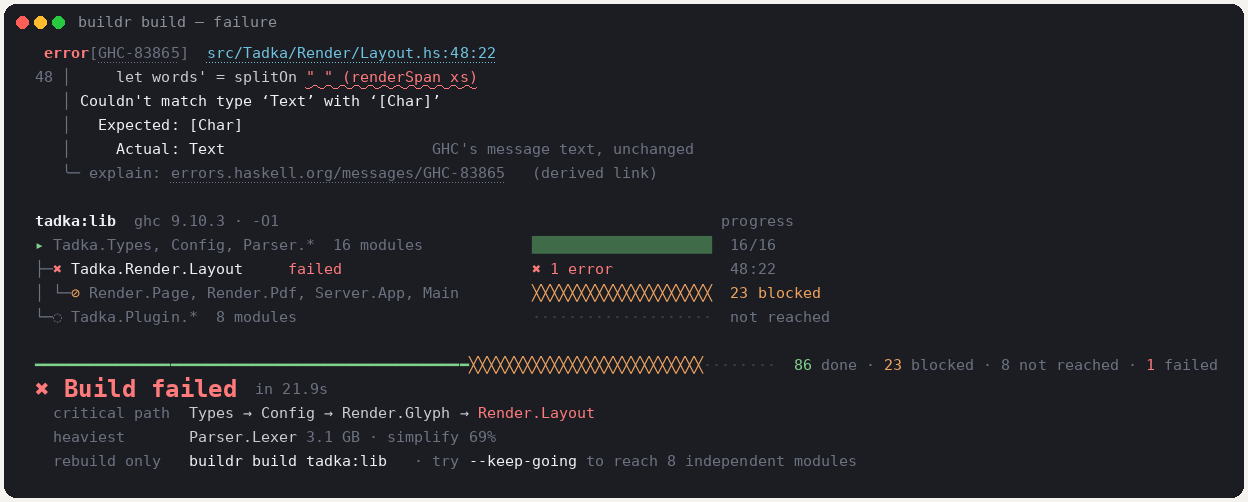 buildr build — failure
error[GHC-83865]  src/Tadka/Render/Layout.hs:48:22
48 │     let words' = splitOn " " (renderSpan xs)
│ Couldn't match type ‘Text’ with ‘[Char]’
│   Expected: [Char]
│     Actual: Text                       GHC's message text, unchanged
╰─ explain: errors.haskell.org/messages/GHC-83865   (derived link)
tadka:lib  ghc 9.10.3 · -O1                                                 progress
▸ Tadka.Types, Config, Parser.*  16 modules            16/16
├─✖ Tadka.Render.Layout     failed                     ✖ 1 error             48:22
│ └─⊘ Render.Page, Render.Pdf, Server.App, Main        ╳╳╳╳╳╳╳╳╳╳╳╳╳╳╳╳╳╳╳╳  23 blocked
└─◌ Tadka.Plugin.*  8 modules                          ····················  not reached
86 done · 23 blocked · 8 not reached · 1 failed
✖ Build failed  in 21.9s
critical path  Types → Config → Render.Glyph → Render.Layout
heaviest       Parser.Lexer 3.1 GB · simplify 69%
rebuild only   buildr build tadka:lib   · try --keep-going to reach 8 independent modules